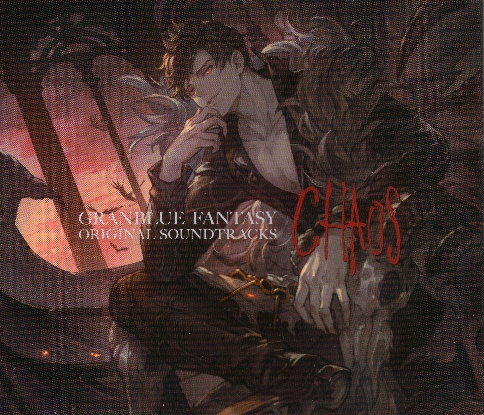 GRANBLUE FANTASY
ORIGINAL SOUNDTRACKS
CHAOS